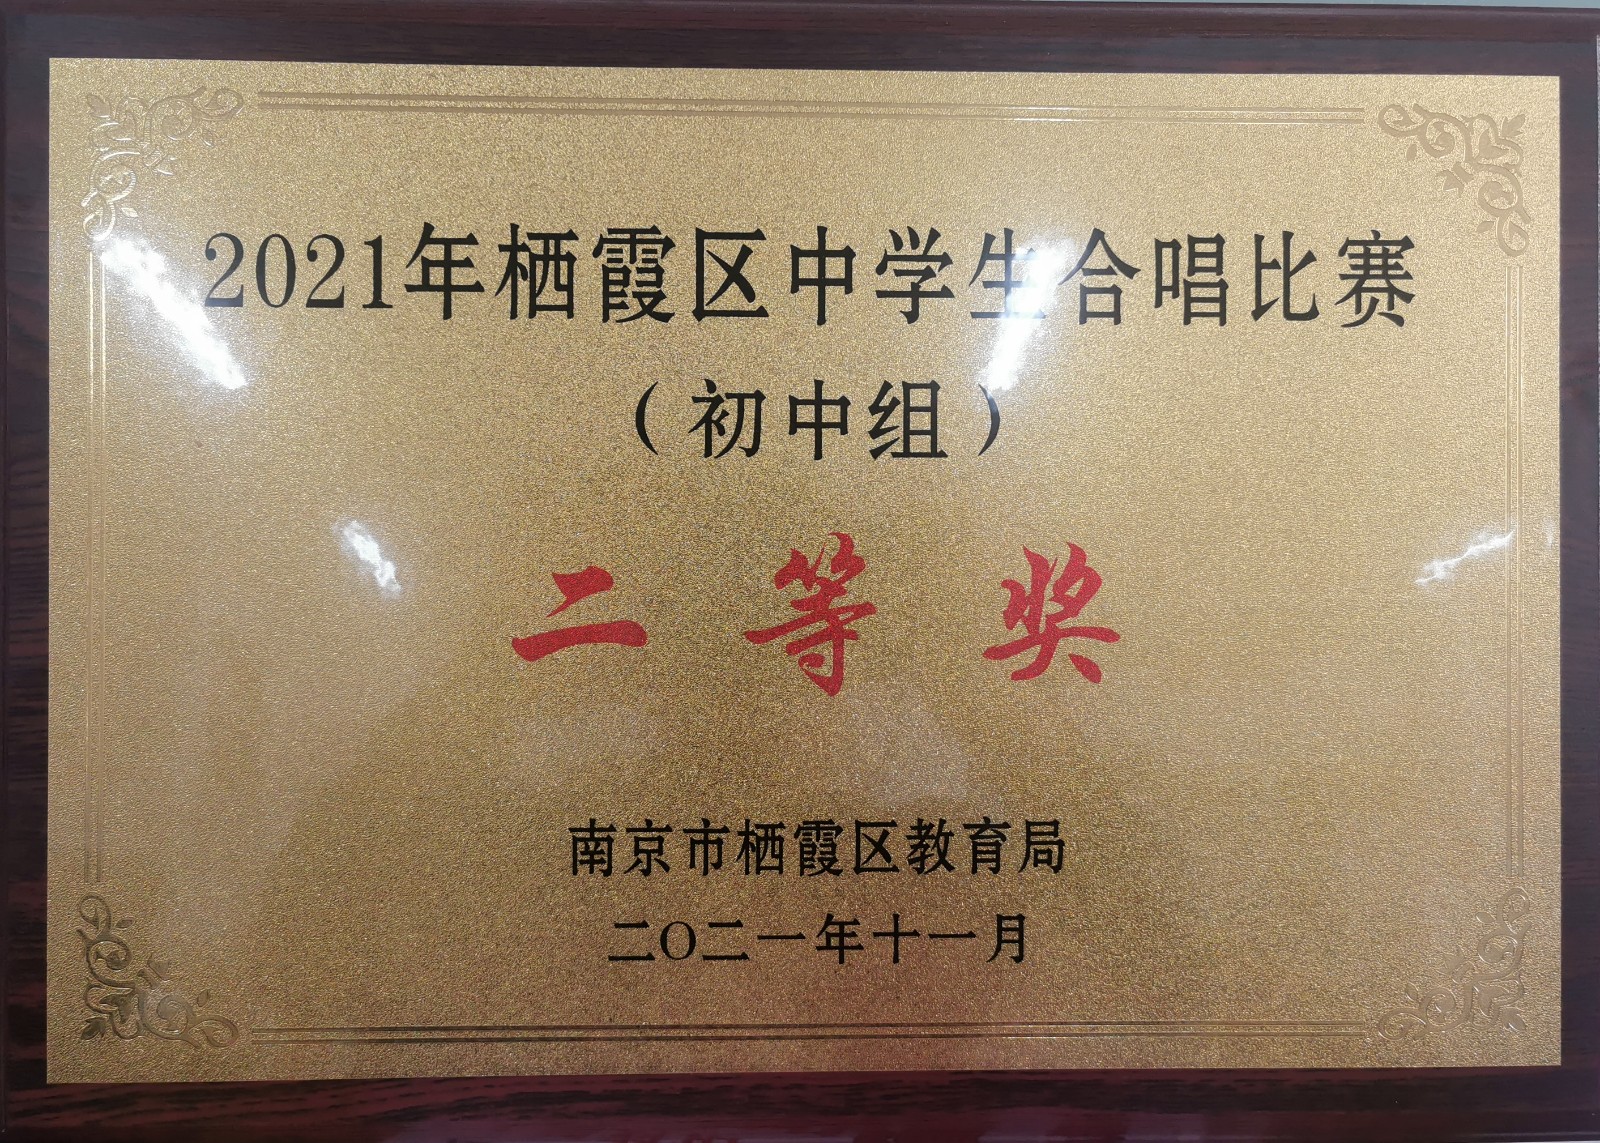 2021年栖霞区中学生合唱比赛
（初中组）
二等奖
南京市栖霞区教育局
二〇二一年十一月